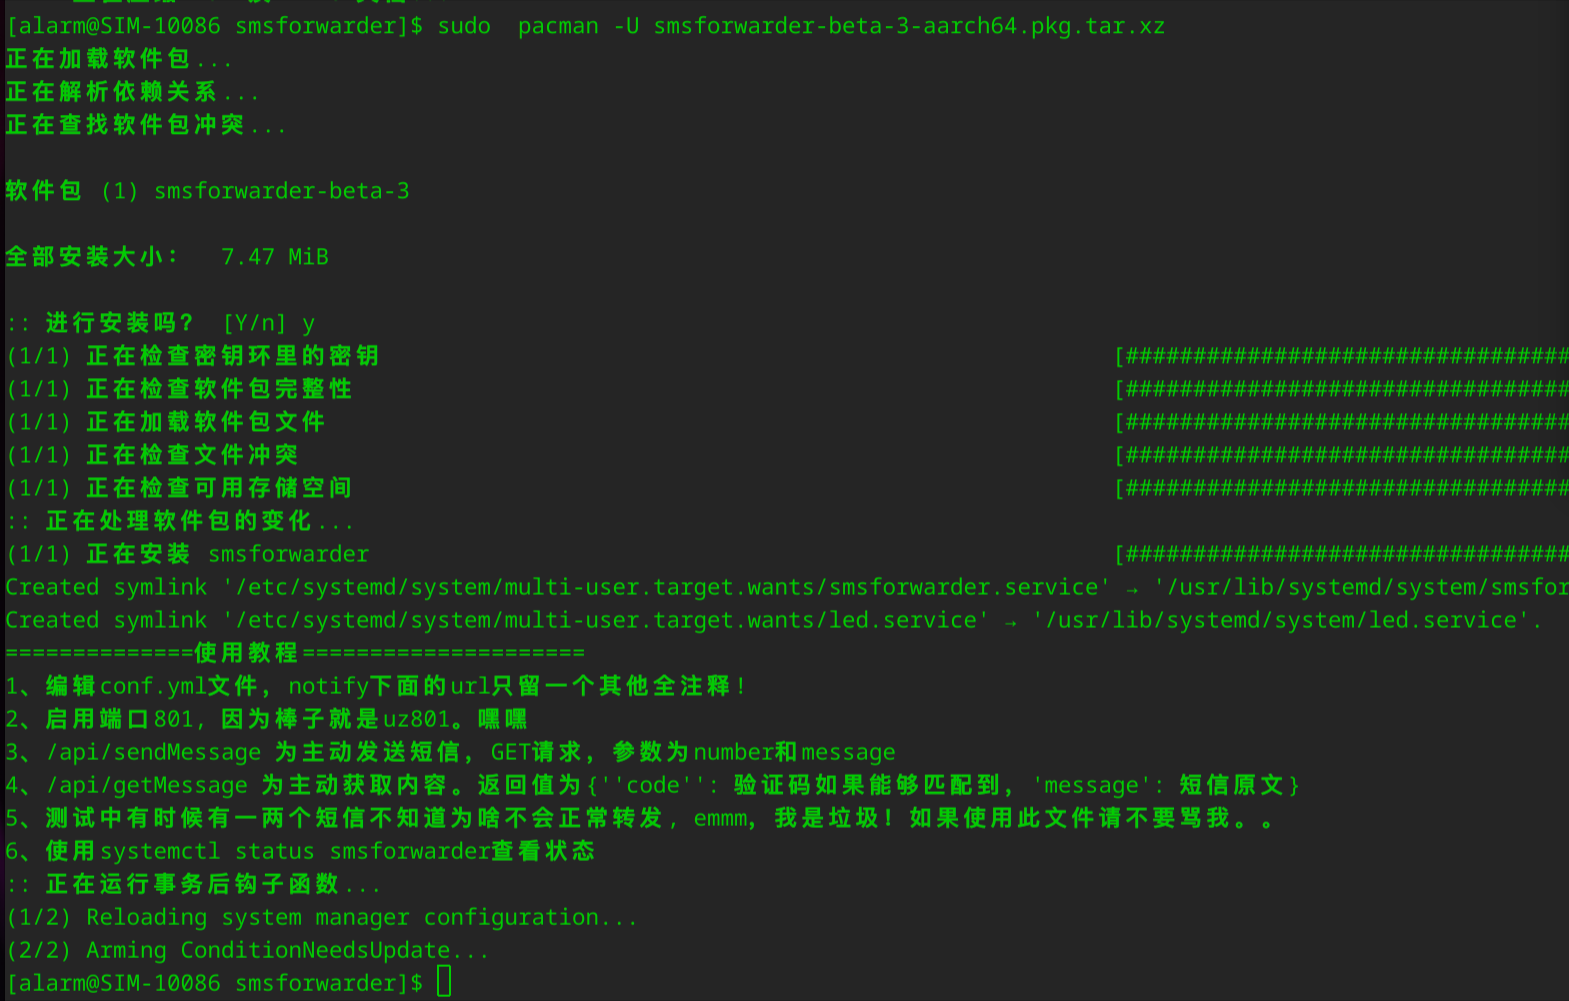 [alarm@SIM-10086 smsforwarder]$ sudo  pacman -U smsforwarder-beta-3-aarch64.pkg.tar.xz
正在加载软件包...
正在解析依赖关系...
正在查找软件包冲突...
软件包 (1) smsforwarder-beta-3
全部安装大小：  7.47 MiB
:: 进行安装吗？ [Y/n] y
(1/1) 正在检查密钥环里的密钥 [#################################
(1/1) 正在检查软件包完整性 [#################################
(1/1) 正在加载软件包文件 [#################################
(1/1) 正在检查文件冲突 [#################################
(1/1) 正在检查可用存储空间 [#################################
:: 正在处理软件包的变化...
(1/1) 正在安装 smsforwarder [#################################
Created symlink '/etc/systemd/system/multi-user.target.wants/smsforwarder.service' → '/usr/lib/systemd/system/smsfor
Created symlink '/etc/systemd/system/multi-user.target.wants/led.service' → '/usr/lib/systemd/system/led.service'.
==============使用教程=====================
1、编辑conf.yml文件，notify下面的url只留一个其他全注释！
2、启用端口801, 因为棒子就是uz801。嘿嘿
3、/api/sendMessage 为主动发送短信，GET请求，参数为number和message
4、/api/getMessage 为主动获取内容。返回值为{''code'': 验证码如果能够匹配到, 'message': 短信原文}
5、测试中有时候有一两个短信不知道为啥不会正常转发, emmm, 我是垃圾！如果使用此文件请不要骂我。。
6、使用systemctl status smsforwarder查看状态
:: 正在运行事务后钩子函数...
(1/2) Reloading system manager configuration...
(2/2) Arming ConditionNeedsUpdate...
[alarm@SIM-10086 smsforwarder]$